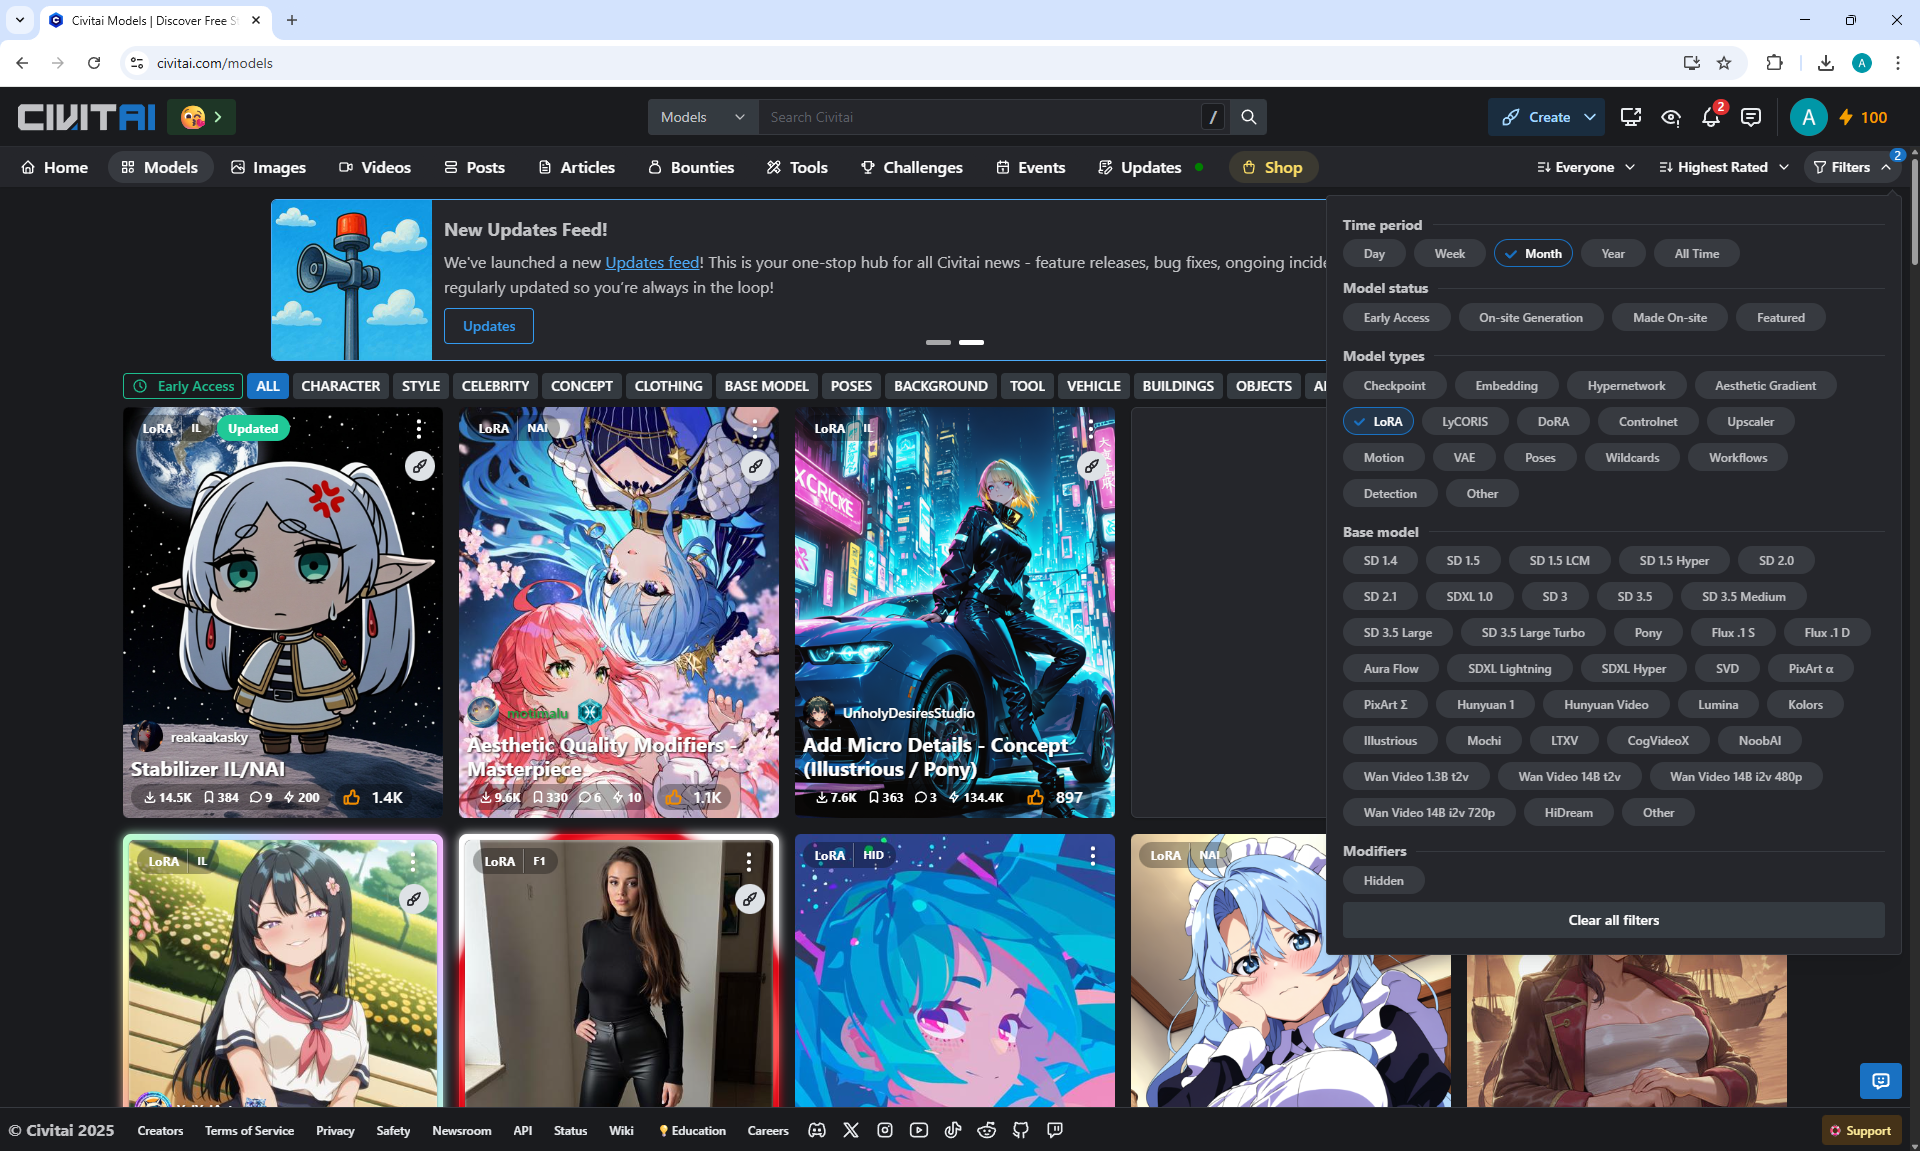 Civitai Models | Discover Free S
civitai.com/models
A
CIVITAI
Models
Search Civitai
/
Create
2
A
100
Home
Models
Images
Videos
Posts
Articles
Bounties
Tools
Challenges
Events
Updates
Shop
Everyone
Highest Rated
Filters
2
New Updates Feed!
We've launched a new Updates feed! This is your one-stop hub for all Civitai news - feature releases, bug fixes, ongoing incide
regularly updated so you're always in the loop!
Updates
Early Access
ALL
CHARACTER
STYLE
CELEBRITY
CONCEPT
CLOTHING
BASE MODEL
POSES
BACKGROUND
TOOL
VEHICLE
BUILDINGS
OBJECTS
LoRA IL
Updated
reakaakasky
Stabilizer IL/NAI
14.5K 384 9 200 1.4K
LoRA NAI
motimalu
Aesthetic Quality Modifiers -
Masterpiece
9.6K 330 6 10 1.1K
LoRA IL
UnholyDesiresStudio
Add Micro Details - Concept
(Illustrious / Pony)
7.6K 363 3 134.4K 897
LoRA IL
LoRA F1
LoRA HID
LoRA NAI
Time period
Day
Week
Month
Year
All Time
Model status
Early Access
On-site Generation
Made On-site
Featured
Model types
Checkpoint
Embedding
Hypernetwork
Aesthetic Gradient
LoRA
LyCORIS
DoRA
Controlnet
Upscaler
Motion
VAE
Poses
Wildcards
Workflows
Detection
Other
Base model
SD 1.4
SD 1.5
SD 1.5 LCM
SD 1.5 Hyper
SD 2.0
SD 2.1
SDXL 1.0
SD 3
SD 3.5
SD 3.5 Medium
SD 3.5 Large
SD 3.5 Large Turbo
Pony
Flux .1 S
Flux .1 D
Aura Flow
SDXL Lightning
SDXL Hyper
SVD
PixArt α
PixArt Σ
Hunyuan 1
Hunyuan Video
Lumina
Kolors
Illustrious
Mochi
LTXV
CogVideoX
NoobAI
Wan Video 1.3B t2v
Wan Video 14B t2v
Wan Video 14B i2v 480p
Wan Video 14B i2v 720p
HiDream
Other
Modifiers
Hidden
Clear all filters
© Civitai 2025
Creators
Terms of Service
Privacy
Safety
Newsroom
API
Status
Wiki
Education
Careers
Support